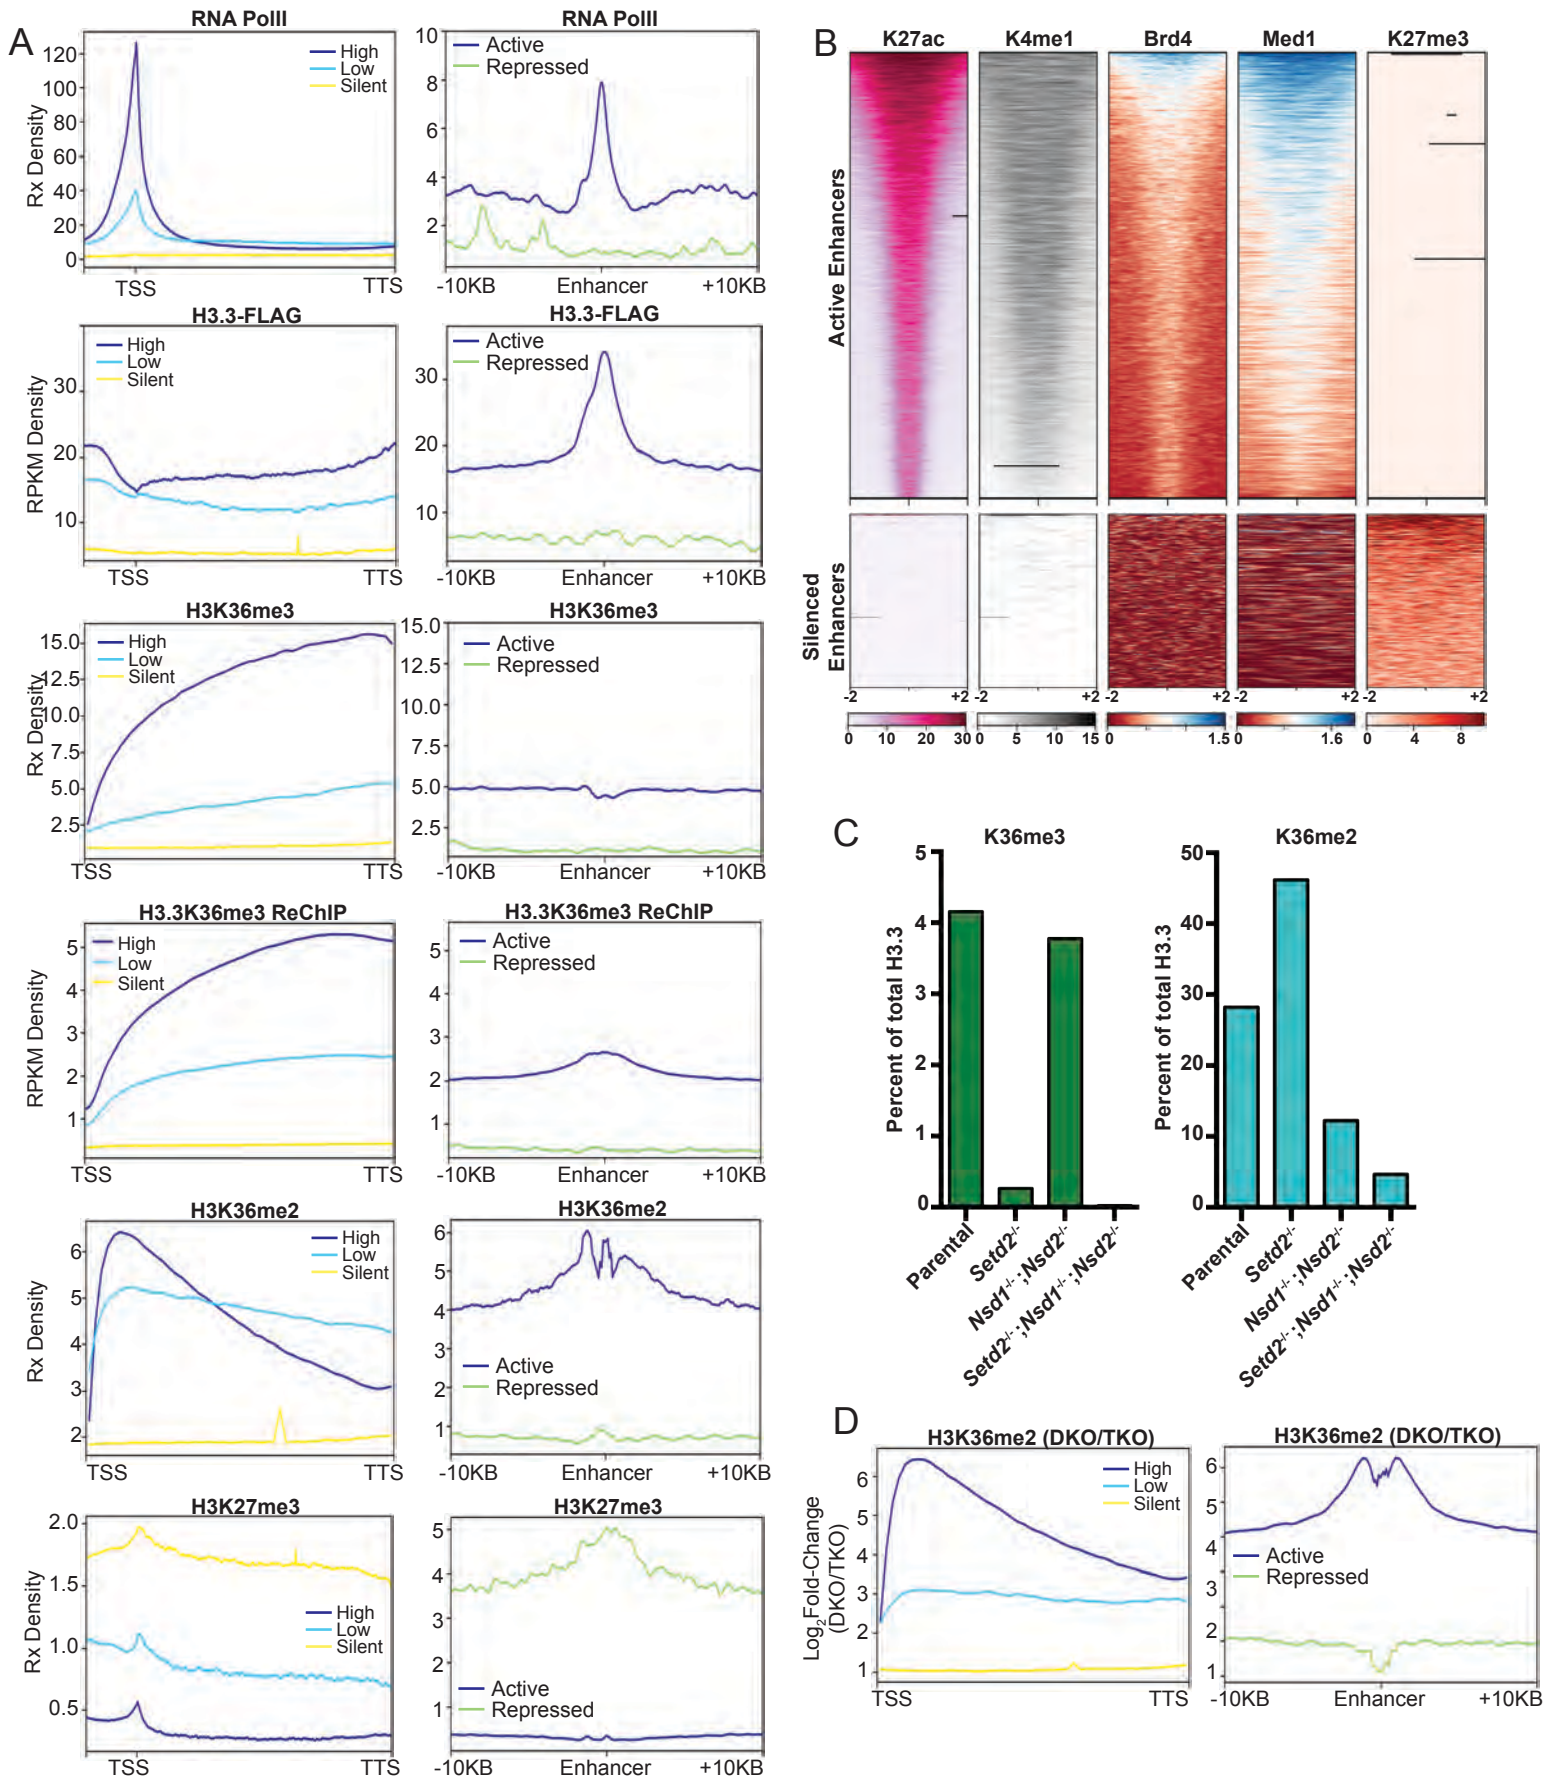 A
RNA PolII
Rx Density
120
100
80
60
40
20
0
High
Low
Silent
TSS
TTS
RNA PolII
10
8
6
4
2
Active
Repressed
-10KB
Enhancer
+10KB
H3.3-FLAG
RPKM Density
30
20
10
High
Low
Silent
TSS
TTS
H3.3-FLAG
30
20
10
Active
Repressed
-10KB
Enhancer
+10KB
H3K36me3
Rx Density
15.0
12.5
10.0
7.5
5.0
2.5
High
Low
Silent
TSS
TTS
H3K36me3
15.0
12.5
10.0
7.5
5.0
2.5
Active
Repressed
-10KB
Enhancer
+10KB
H3.3K36me3 ReChIP
RPKM Density
5
4
3
2
1
High
Low
Silent
TSS
TTS
H3.3K36me3 ReChIP
5
4
3
2
1
Active
Repressed
-10KB
Enhancer
+10KB
H3K36me2
Rx Density
6
5
4
3
2
High
Low
Silent
TSS
TTS
H3K36me2
6
5
4
3
2
1
Active
Repressed
-10KB
Enhancer
+10KB
H3K27me3
Rx Density
2.0
1.5
1.0
0.5
High
Low
Silent
TSS
TTS
H3K27me3
5
4
3
2
1
Active
Repressed
-10KB
Enhancer
+10KB
B
K27ac
K4me1
Brd4
Med1
K27me3
Active Enhancers
Silenced
Enhancers
-2 +2
-2 +2
-2 +2
-2 +2
-2 +2
0 10 20 30
0 5 10 15
0 1.5
0 1.6
0 4 8
C
K36me3
Percent of total H3.3
5
4
3
2
1
0
Parental
Setd2-/-
Nsd1-/-;Nsd2-/-
Setd2-/-;Nsd1-/-;Nsd2-/-
K36me2
Percent of total H3.3
50
40
30
20
10
0
Parental
Setd2-/-
Nsd1-/-;Nsd2-/-
Setd2-/-;Nsd1-/-;Nsd2-/-
D
H3K36me2 (DKO/TKO)
Log2Fold-Change
(DKO/TKO)
6
5
4
3
2
1
High
Low
Silent
TSS
TTS
H3K36me2 (DKO/TKO)
6
5
4
3
2
1
Active
Repressed
-10KB
Enhancer
+10KB